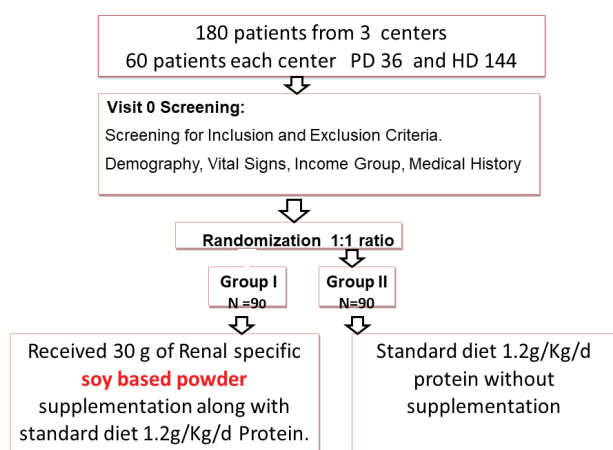 180 patients from 3 centers
60 patients each center PD 36 and HD 144
Visit 0 Screening:
Screening for Inclusion and Exclusion Criteria.
Demography, Vital Signs, Income Group, Medical History
Randomization 1:1 ratio
Group I
N =9o
Group II
N=90
Received 30 g of Renal specific
soy based powder
supplementation along with
standard diet 1.2g/Kg/d Protein.
Standard diet 1.2g/Kg/d
protein without
supplementation